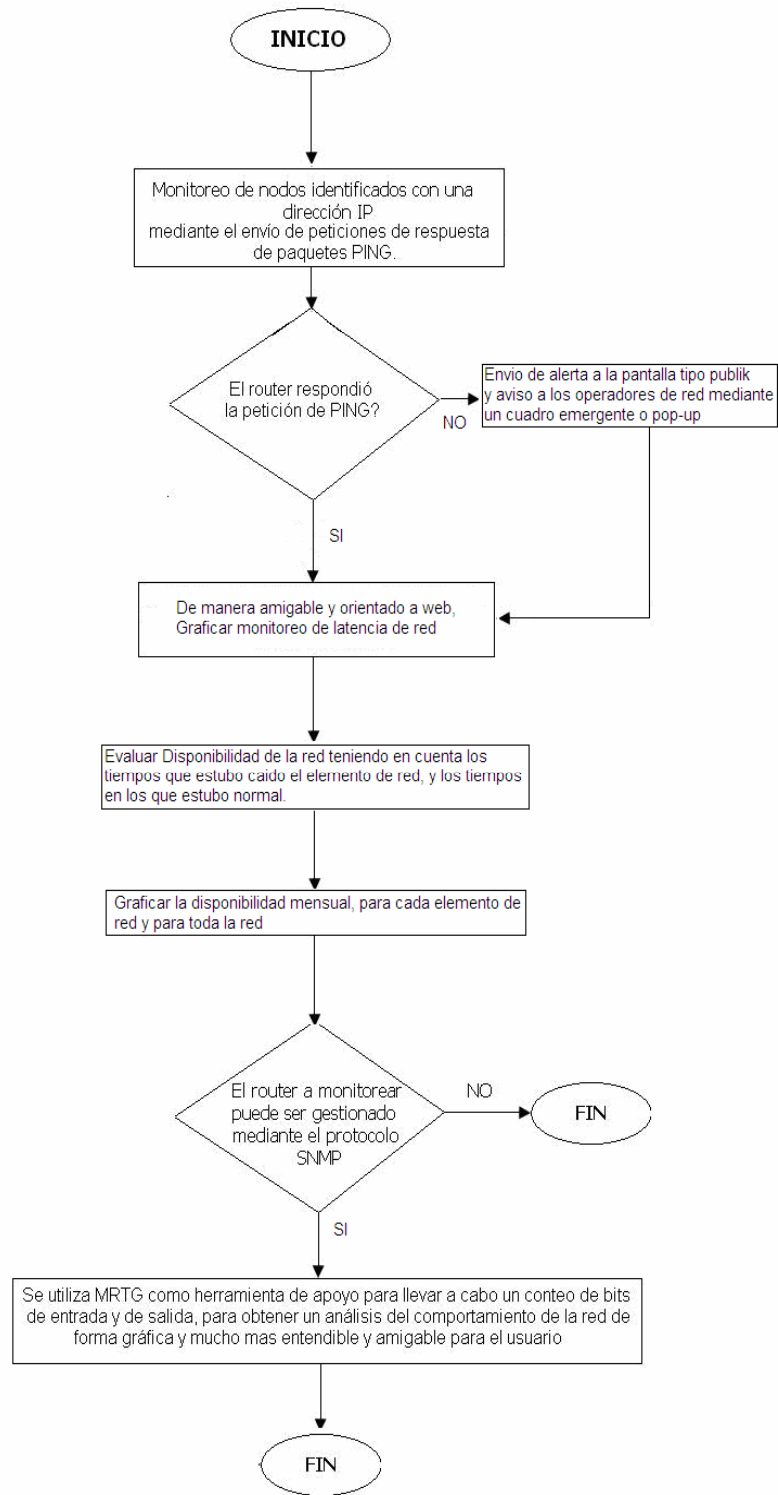 INICIO
Monitoreo de nodos identificados con una
dirección IP
mediante el envío de peticiones de respuesta
de paquetes PING.
El router respondió
la petición de PING?
NO
Envio de alerta a la pantalla tipo publik
y aviso a los operadores de red mediante
un cuadro emergente o pop-up
SI
De manera amigable y orientado a web,
Graficar monitoreo de latencia de red
Evaluar Disponibilidad de la red teniendo en cuenta los
tiempos que estubo caído el elemento de red, y los tiempos
en los que estubo normal.
Graficar la disponibilidad mensual, para cada elemento de
red y para toda la red
El router a monitorear
puede ser gestionado
mediante el protocolo
SNMP
NO
FIN
SI
Se utiliza MRTG como herramienta de apoyo para llevar a cabo un conteo de bits
de entrada y de salida, para obtener un análisis del comportamiento de la red de
forma gráfica y mucho mas entendible y amigable para el usuario
FIN